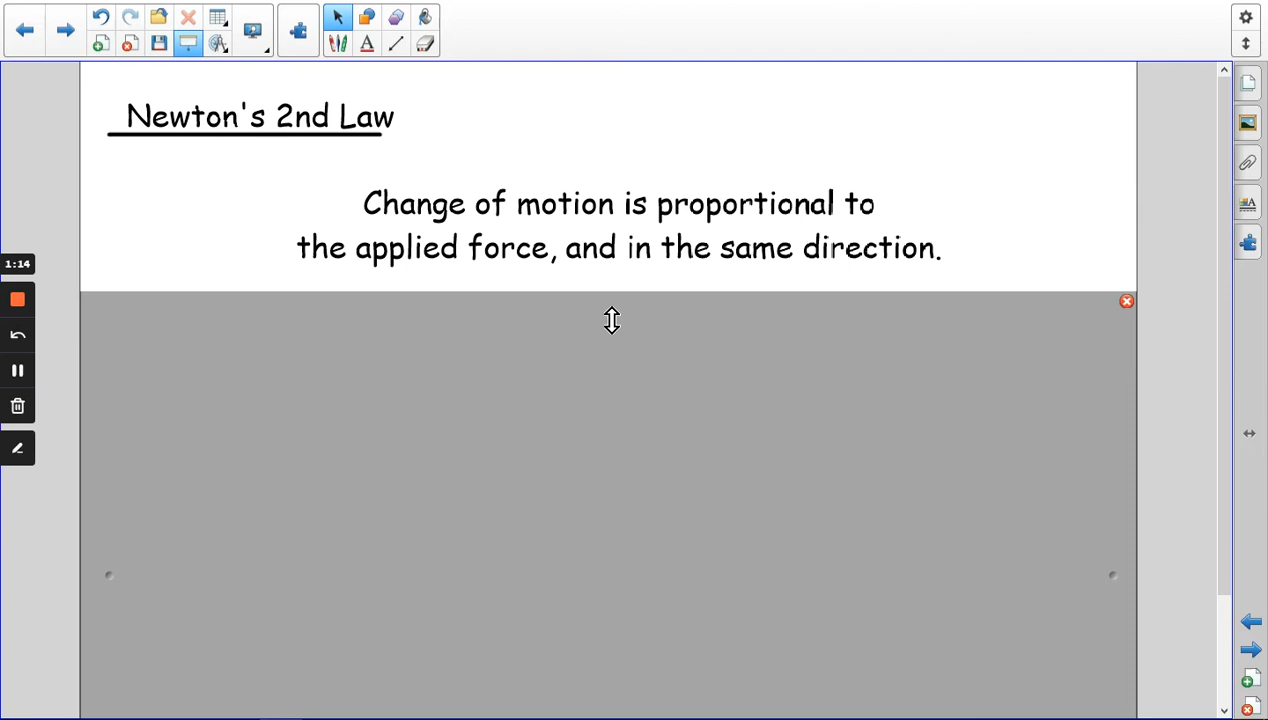 Newton's 2nd Law
Change of motion is proportional to
the applied force, and in the same direction.
1:14